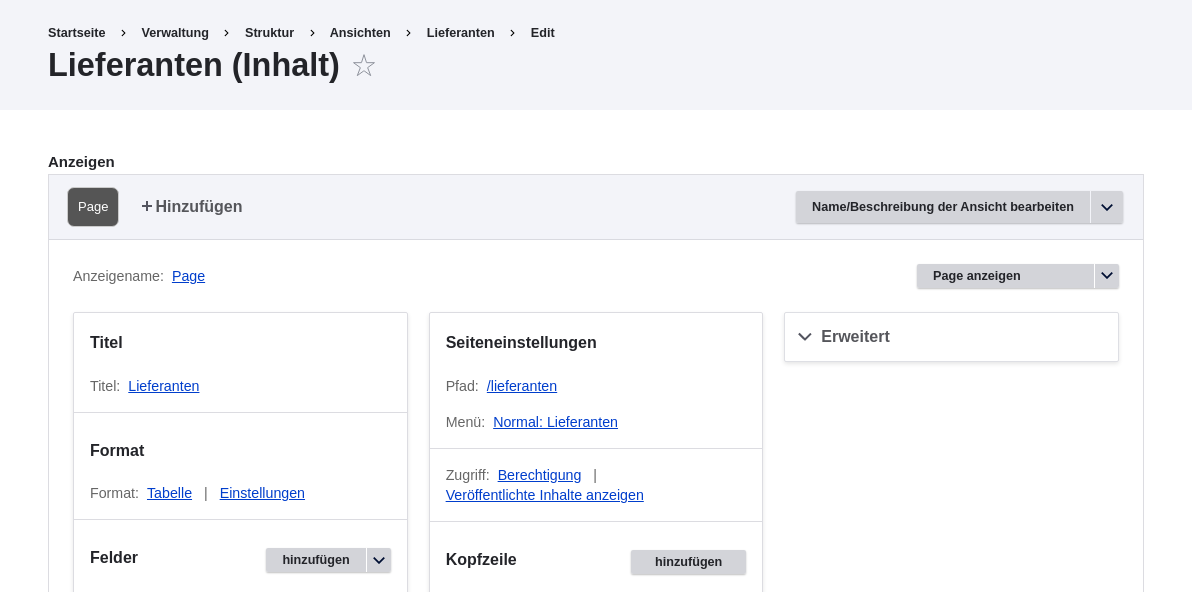 Startseite > Verwaltung > Struktur > Ansichten > Lieferanten > Edit
Lieferanten (Inhalt) ☆
Anzeigen
Page
+Hinzufügen
Name/Beschreibung der Ansicht bearbeiten
Anzeigename: Page
Page anzeigen
Titel
Titel: Lieferanten
Format
Format: Tabelle | Einstellungen
Felder
hinzufügen
Seiteneinstellungen
Pfad: /lieferanten
Menü: Normal: Lieferanten
Zugriff: Berechtigung |
Veröffentlichte Inhalte anzeigen
Kopfzeile
hinzufügen
Erweitert